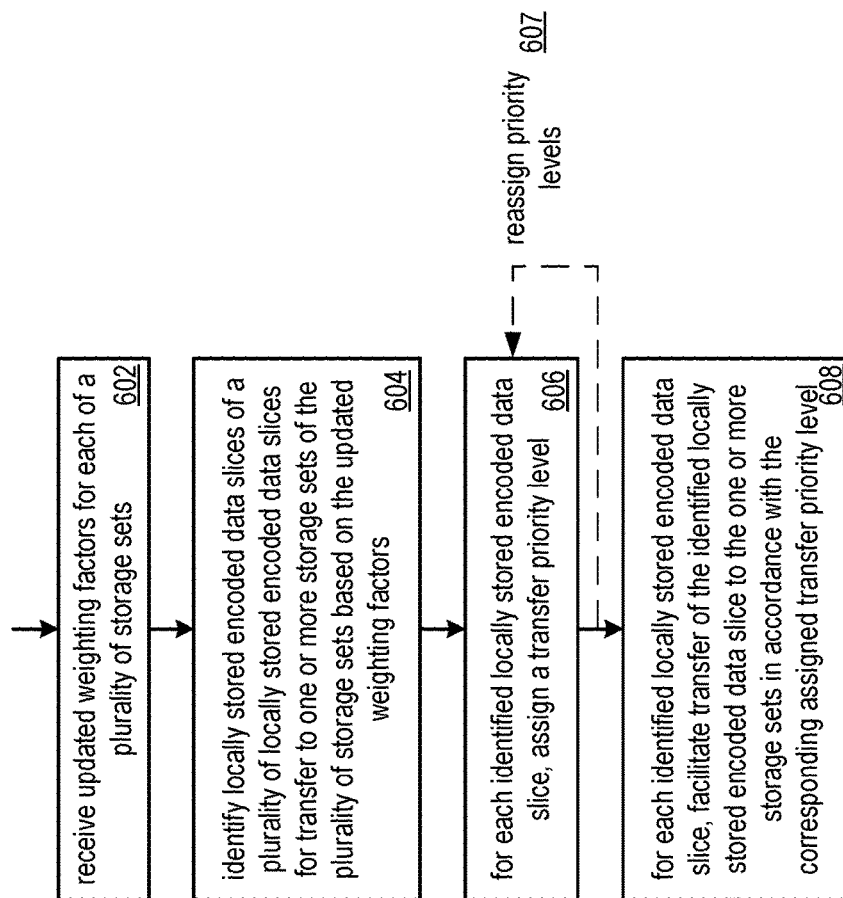 receive updated weighting factors for each of a
plurality of storage sets
602
identify locally stored encoded data slices of a
plurality of locally stored encoded data slices
for transfer to one or more storage sets of the
plurality of storage sets based on the updated
weighting factors
604
for each identified locally stored encoded data
slice, assign a transfer priority level
606
reassign priority
levels
607
for each identified locally stored encoded data
slice, facilitate transfer of the identified locally
stored encoded data slice to the one or more
storage sets in accordance with the
corresponding assigned transfer priority level
608